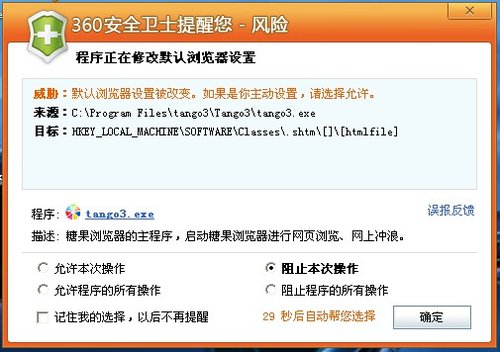 360安全卫士提醒您 - 风险
程序正在修改默认浏览器设置
威胁：默认浏览器设置被改变。如果是你主动设置，请选择允许。
来源：C:\Program Files\tango3\Tango3\tango3.exe
目标：HKEY_LOCAL_MACHINE\SOFTWARE\Classes\.shtm\[]\[htmlfile]
误报反馈
程序： tango3.exe
描述：糖果浏览器的主程序，启动糖果浏览器进行网页浏览、网上冲浪。
允许本次操作 阻止本次操作
允许程序的所有操作 阻止程序的所有操作
记住我的选择，以后不再提醒 29 秒后自动帮您选择 确定